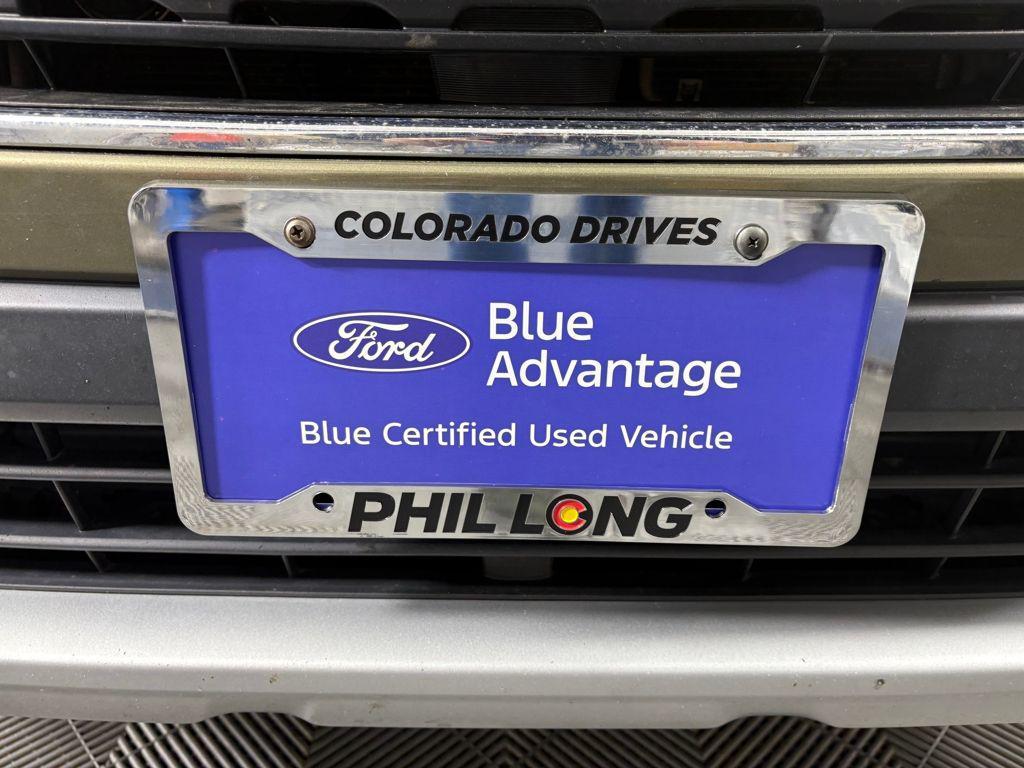 COLORADO DRIVES
Ford
Blue
Advantage
Blue Certified Used Vehicle
PHIL LONG